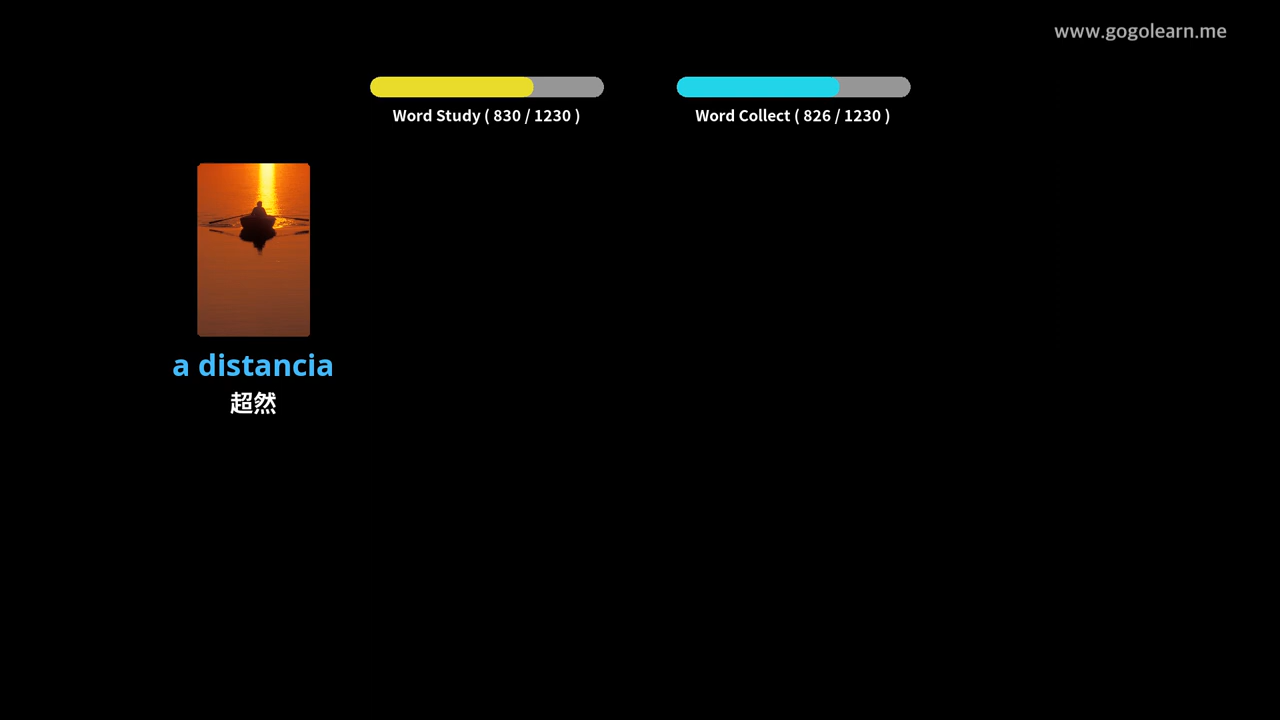 www.gogolearn.me
Word Study ( 830 / 1230 )
Word Collect ( 826 / 1230 )
a distancia
超然